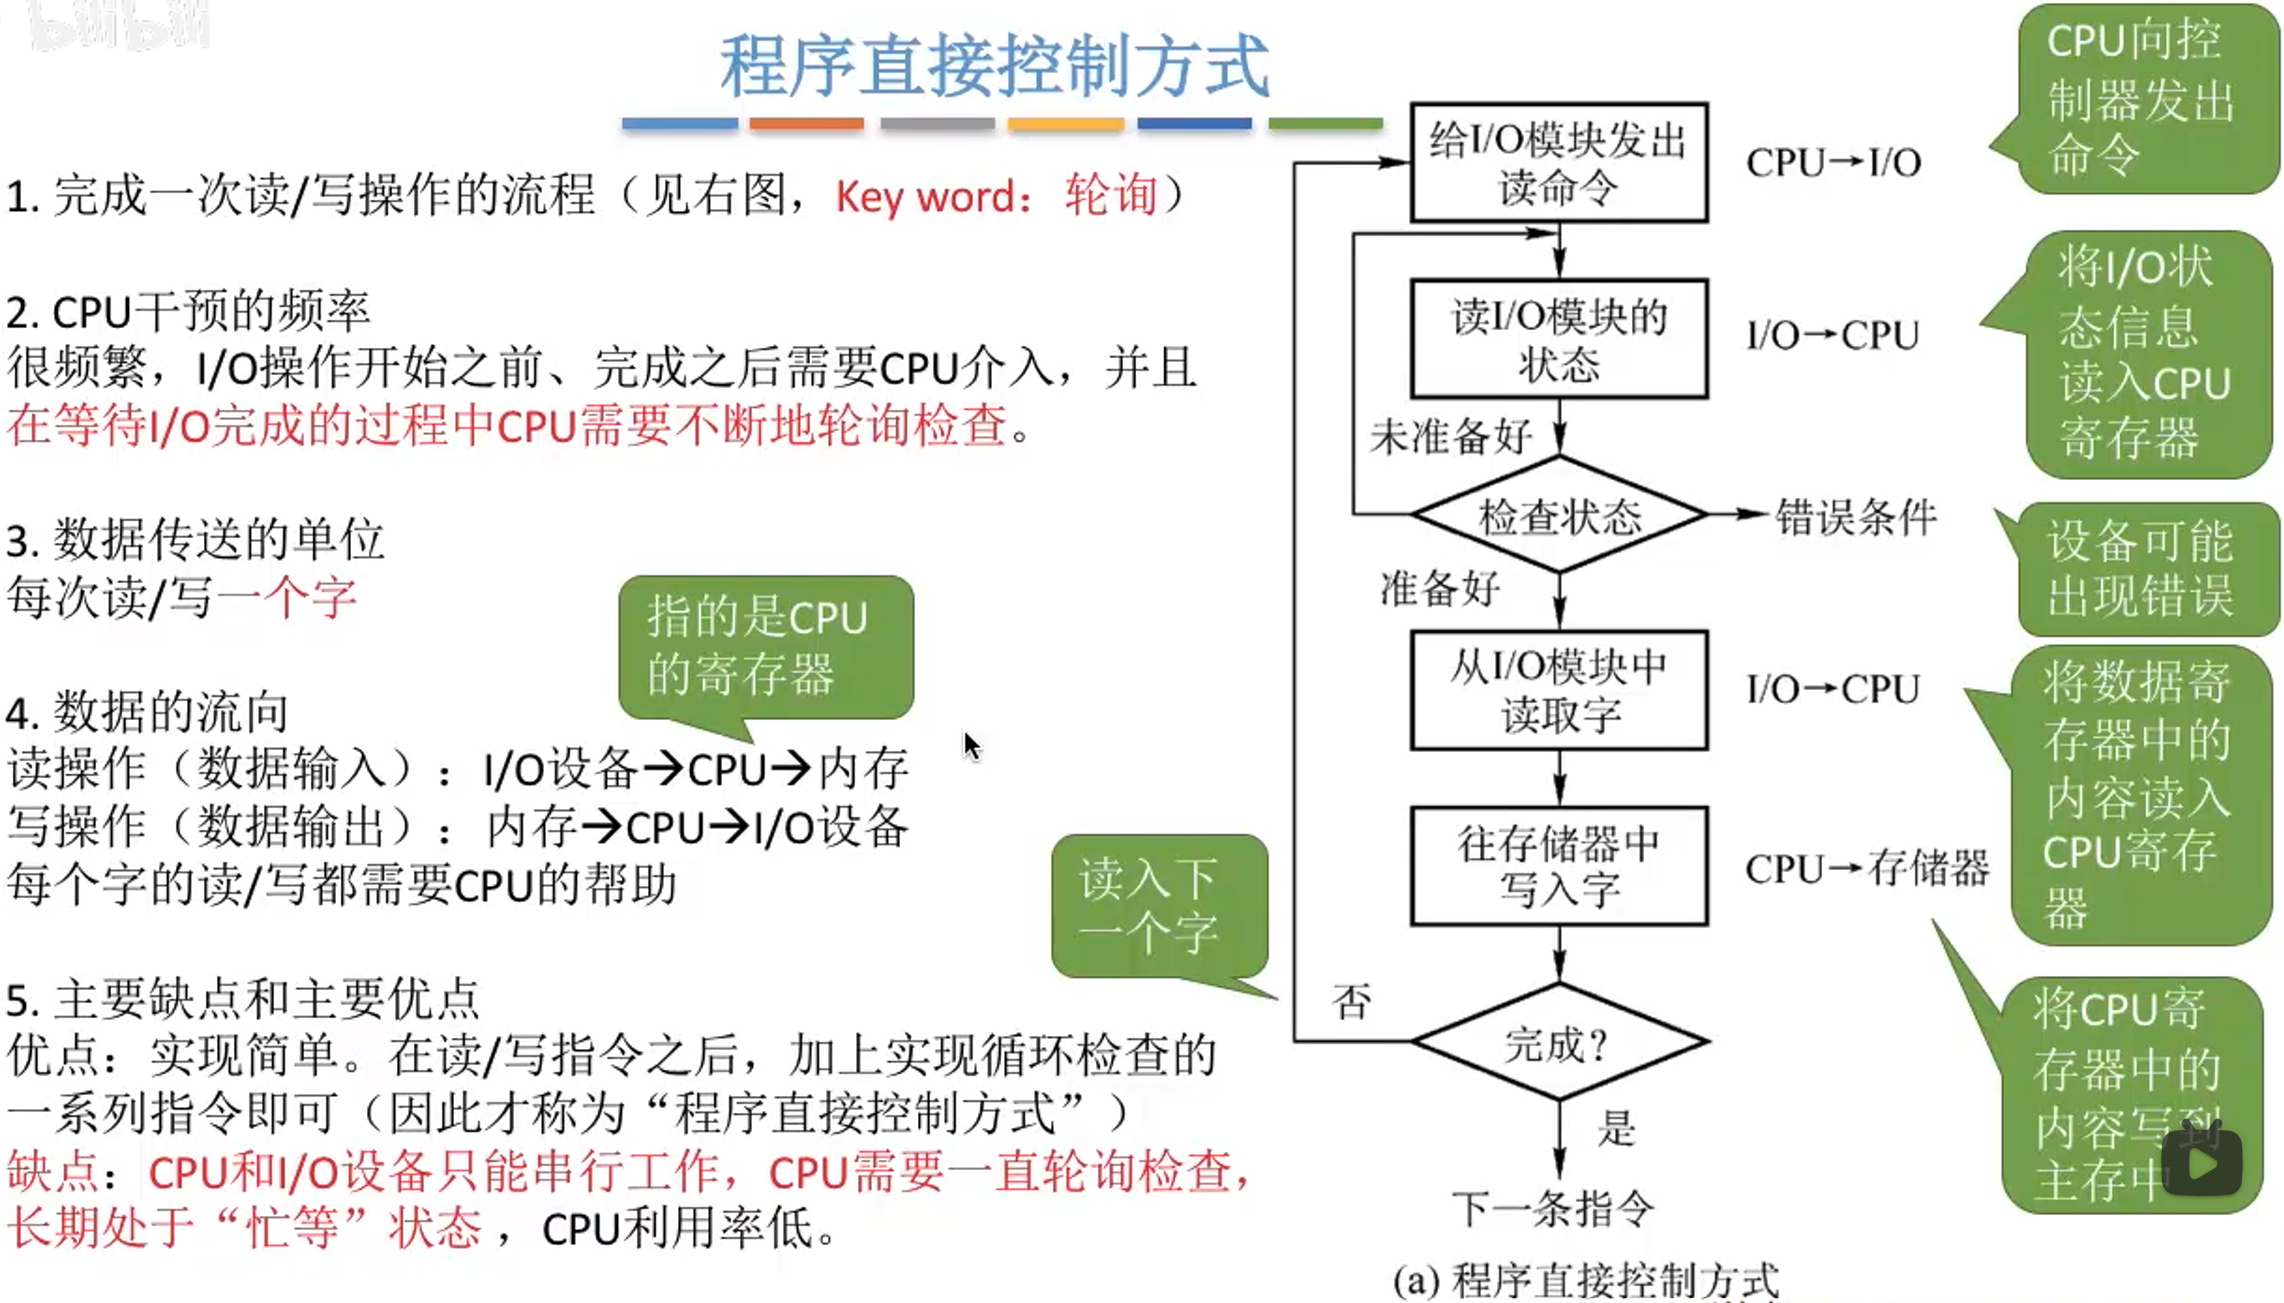 bilibili
程序直接控制方式
1. 完成一次读/写操作的流程（见右图，Key word：轮询）
2. CPU干预的频率
很频繁，I/O操作开始之前、完成之后需要CPU介入，并且
在等待I/O完成的过程中CPU需要不断地轮询检查。
3. 数据传送的单位
每次读/写一个字
指的是CPU
的寄存器
4. 数据的流向
读操作（数据输入）：I/O设备→CPU→内存
写操作（数据输出）：内存→CPU→I/O设备
每个字的读/写都需要CPU的帮助
5. 主要缺点和主要优点
优点：实现简单。在读/写指令之后，加上实现循环检查的
一系列指令即可（因此才称为“程序直接控制方式”）
缺点：CPU和I/O设备只能串行工作，CPU需要一直轮询检查，
长期处于“忙等”状态，CPU利用率低。
给I/O模块发出
读命令
CPU→I/O
CPU向控
制器发出
命令
读I/O模块的
状态
I/O→CPU
将I/O状
态信息
读入CPU
寄存器
未准备好
检查状态
错误条件
设备可能
出现错误
准备好
从I/O模块中
读取字
I/O→CPU
将数据寄
存器中的
内容读入
CPU寄存
器
往存储器中
写入字
CPU→存储器
将CPU寄
存器中的
内容写到
主存中
读入下
一个字
否
完成?
是
下一条指令
(a) 程序直接控制方式